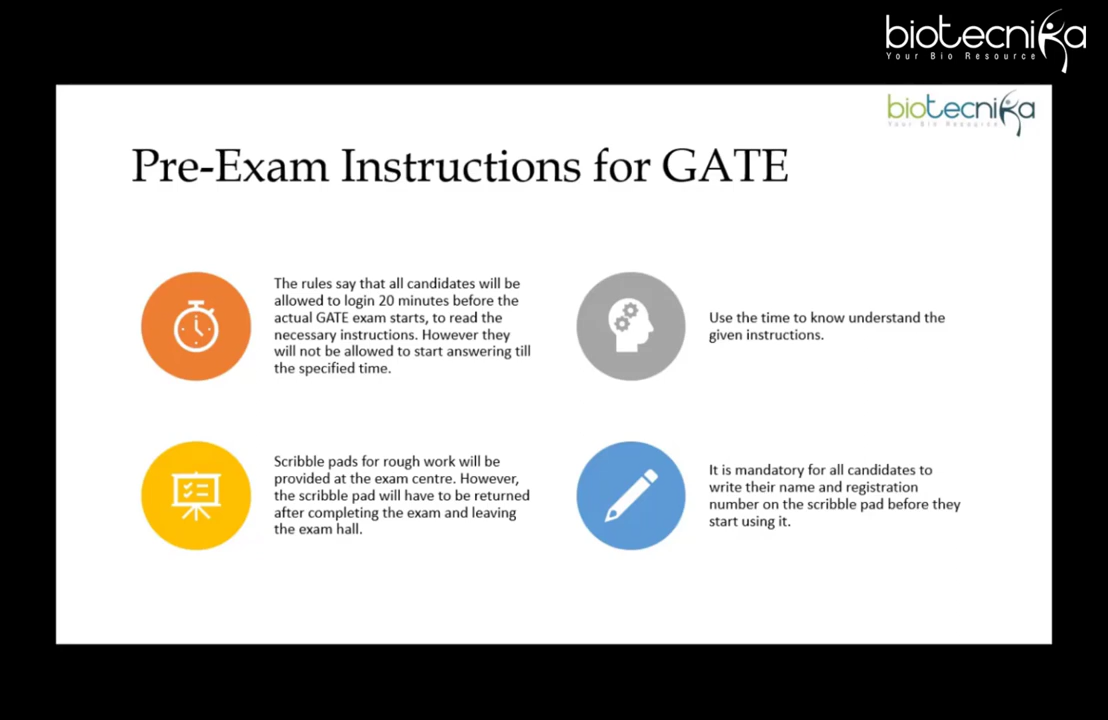 biotecnika
Your Bio Resource
biotecnika
Your Bio Resource
Pre-Exam Instructions for GATE
The rules say that all candidates will be
allowed to login 20 minutes before the
actual GATE exam starts, to read the
necessary instructions. However they
will not be allowed to start answering till
the specified time.
Use the time to know understand the
given instructions.
Scribble pads for rough work will be
provided at the exam centre. However,
the scribble pad will have to be returned
after completing the exam and leaving
the exam hall.
It is mandatory for all candidates to
write their name and registration
number on the scribble pad before they
start using it.